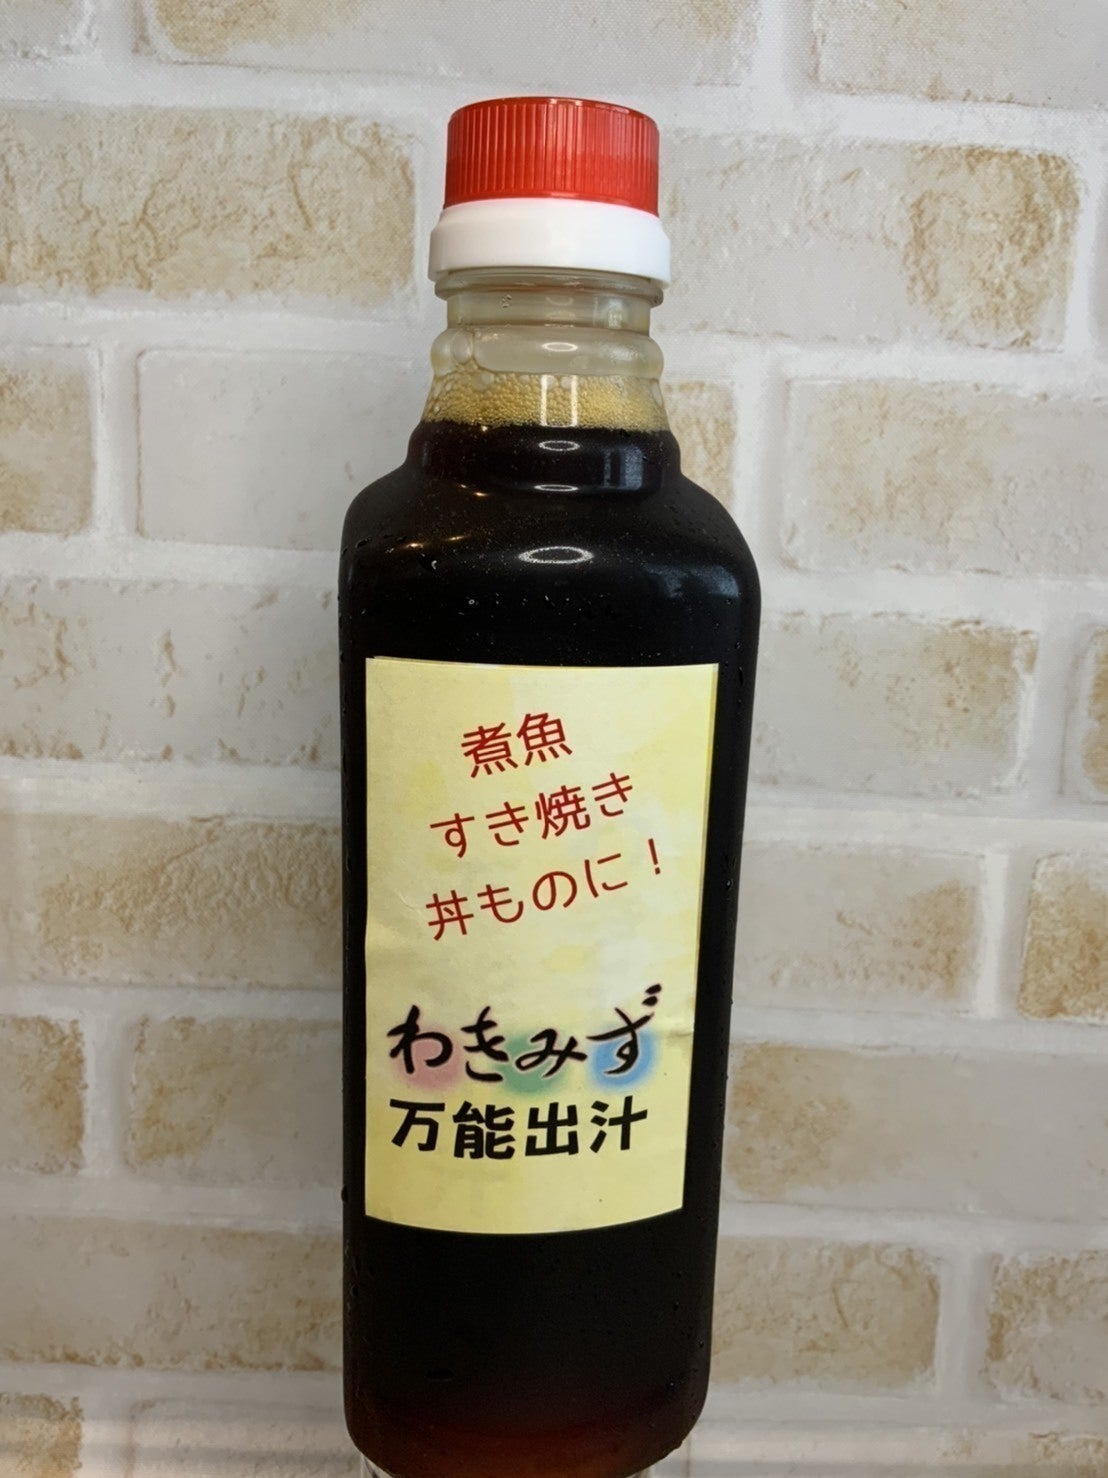 煮魚
すき焼き
丼ものに！
わきみず
万能出汁